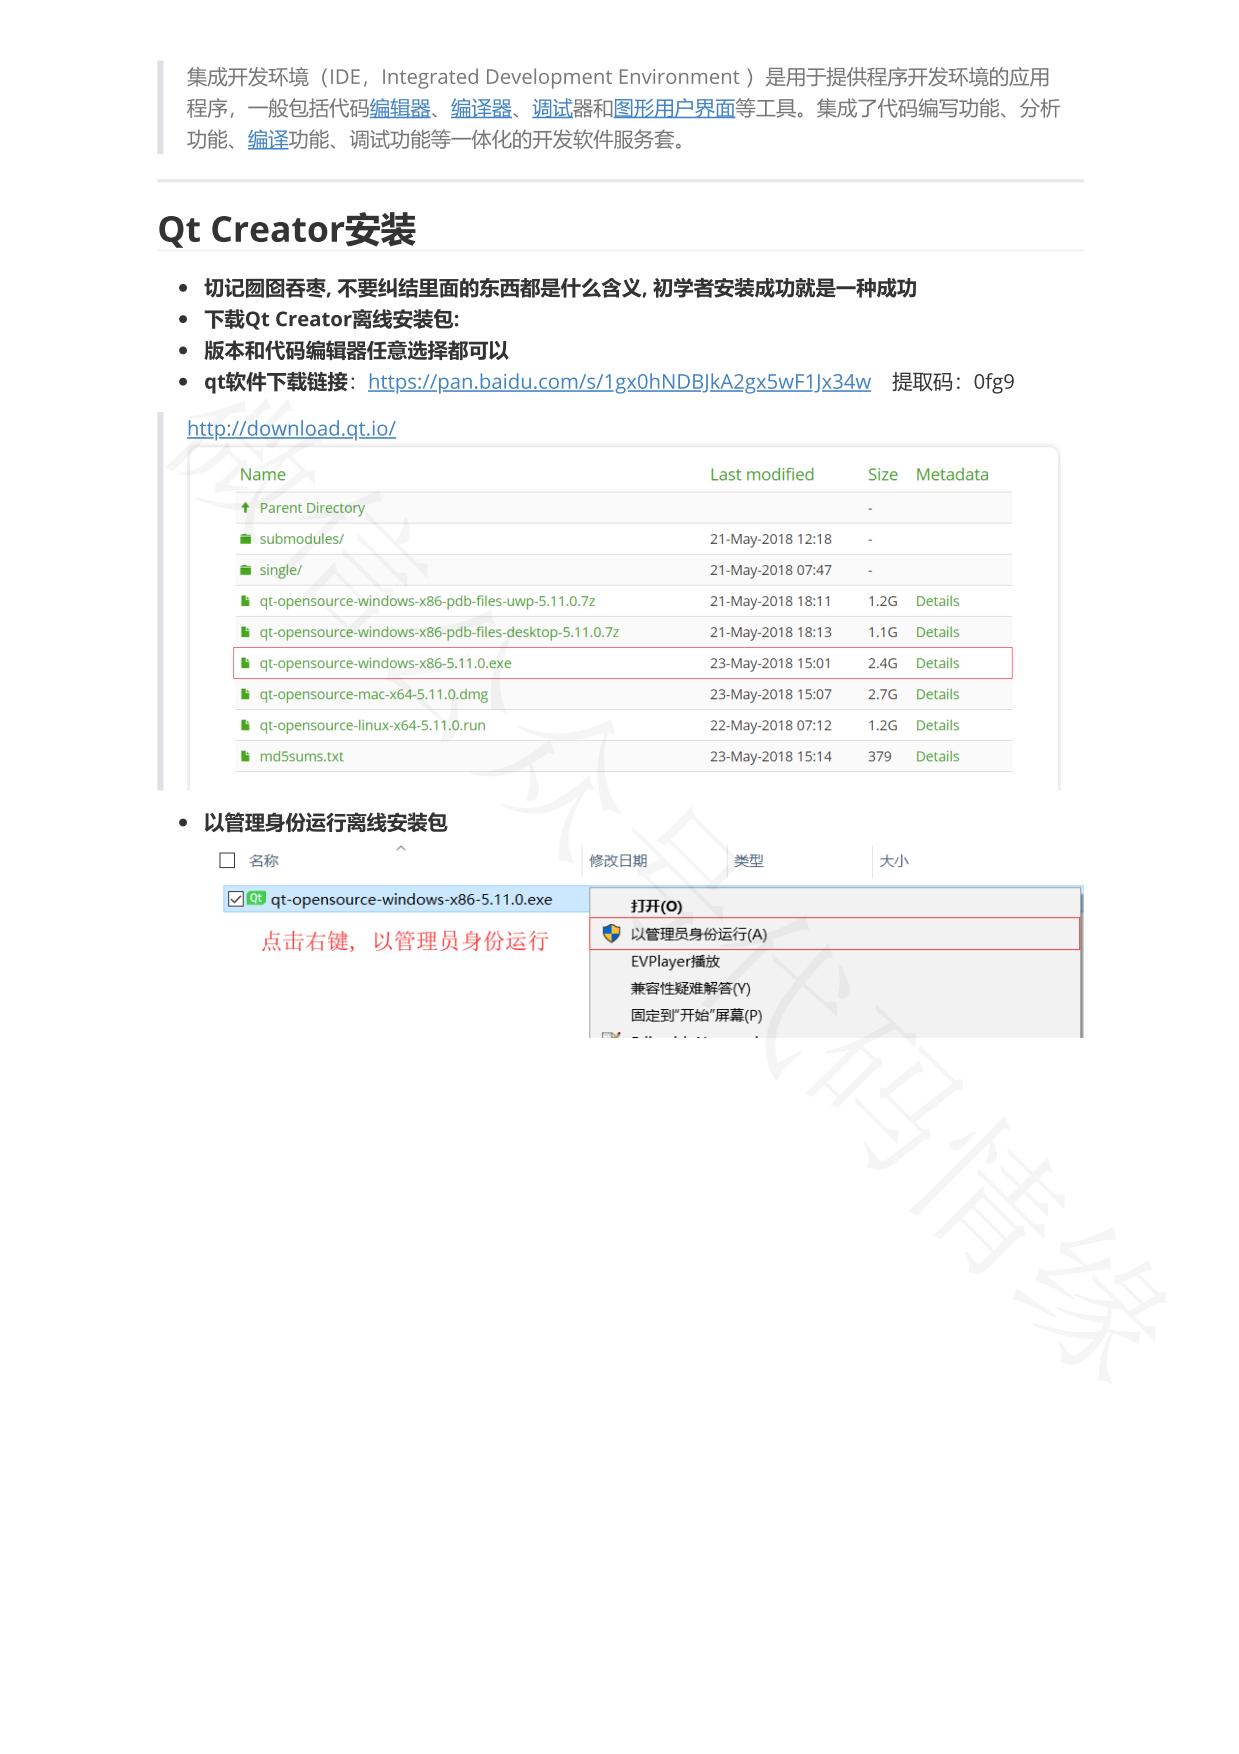 集成开发环境（IDE，Integrated Development Environment ）是用于提供程序开发环境的应用
程序，一般包括代码编辑器、编译器、调试器和图形用户界面等工具。集成了代码编写功能、分析
功能、编译功能、调试功能等一体化的开发软件服务套。
Qt Creator安装
切记囫囵吞枣, 不要纠结里面的东西都是什么含义, 初学者安装成功就是一种成功
下载Qt Creator离线安装包:
版本和代码编辑器任意选择都可以
qt软件下载链接：https://pan.baidu.com/s/1gx0hNDBJkA2gx5wF1Jx34w 提取码：0fg9
http://download.qt.io/
Name Last modified Size Metadata
Parent Directory -
submodules/ 21-May-2018 12:18 -
single/ 21-May-2018 07:47 -
qt-opensource-windows-x86-pdb-files-uwp-5.11.0.7z 21-May-2018 18:11 1.2G Details
qt-opensource-windows-x86-pdb-files-desktop-5.11.0.7z 21-May-2018 18:13 1.1G Details
qt-opensource-windows-x86-5.11.0.exe 23-May-2018 15:01 2.4G Details
qt-opensource-mac-x64-5.11.0.dmg 23-May-2018 15:07 2.7G Details
qt-opensource-linux-x64-5.11.0.run 22-May-2018 07:12 1.2G Details
md5sums.txt 23-May-2018 15:14 379 Details
以管理身份运行离线安装包
名称 修改日期 类型 大小
Qt qt-opensource-windows-x86-5.11.0.exe
打开(O)
点击右键，以管理员身份运行
以管理员身份运行(A)
EVPlayer播放
兼容性疑难解答(Y)
固定到“开始”屏幕(P)
微信公众号代码情缘